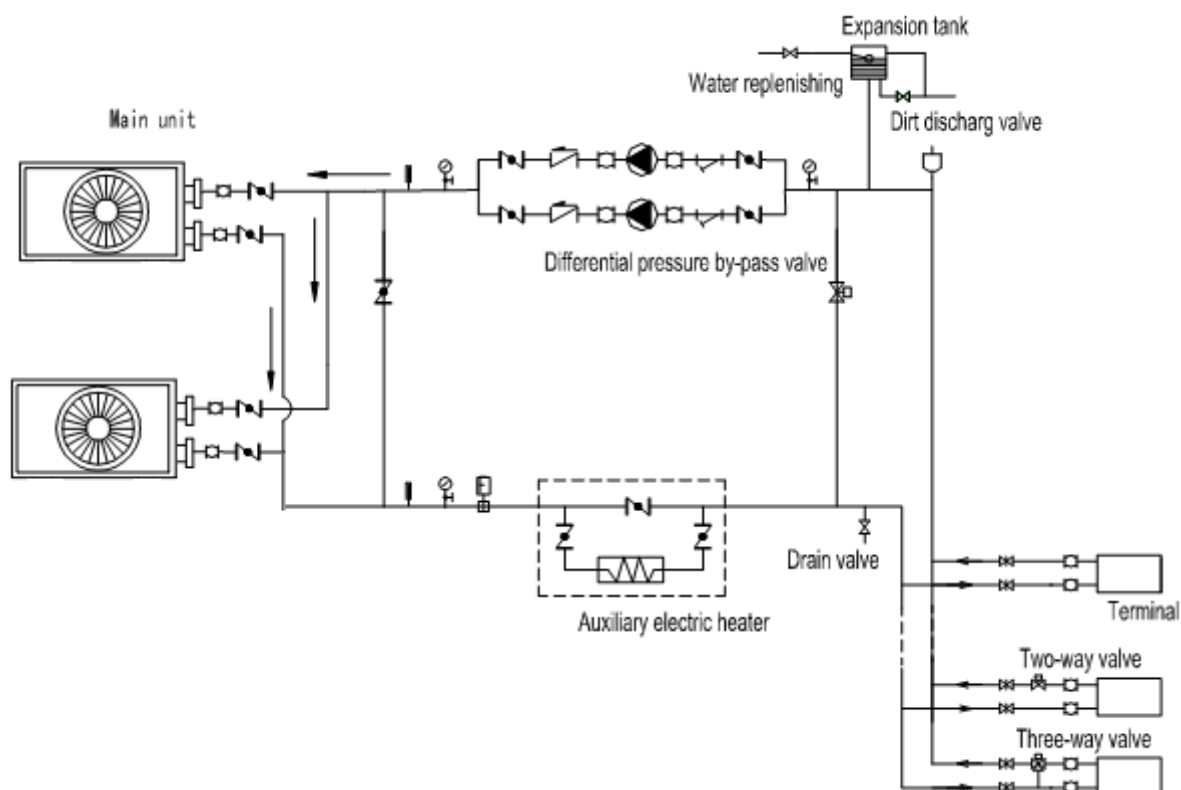 Expansion tank
Water replenishing
Dirt discharg valve
Main unit
Differential pressure by-pass valve
Drain valve
Auxiliary electric heater
Terminal
Two-way valve
Three-way valve